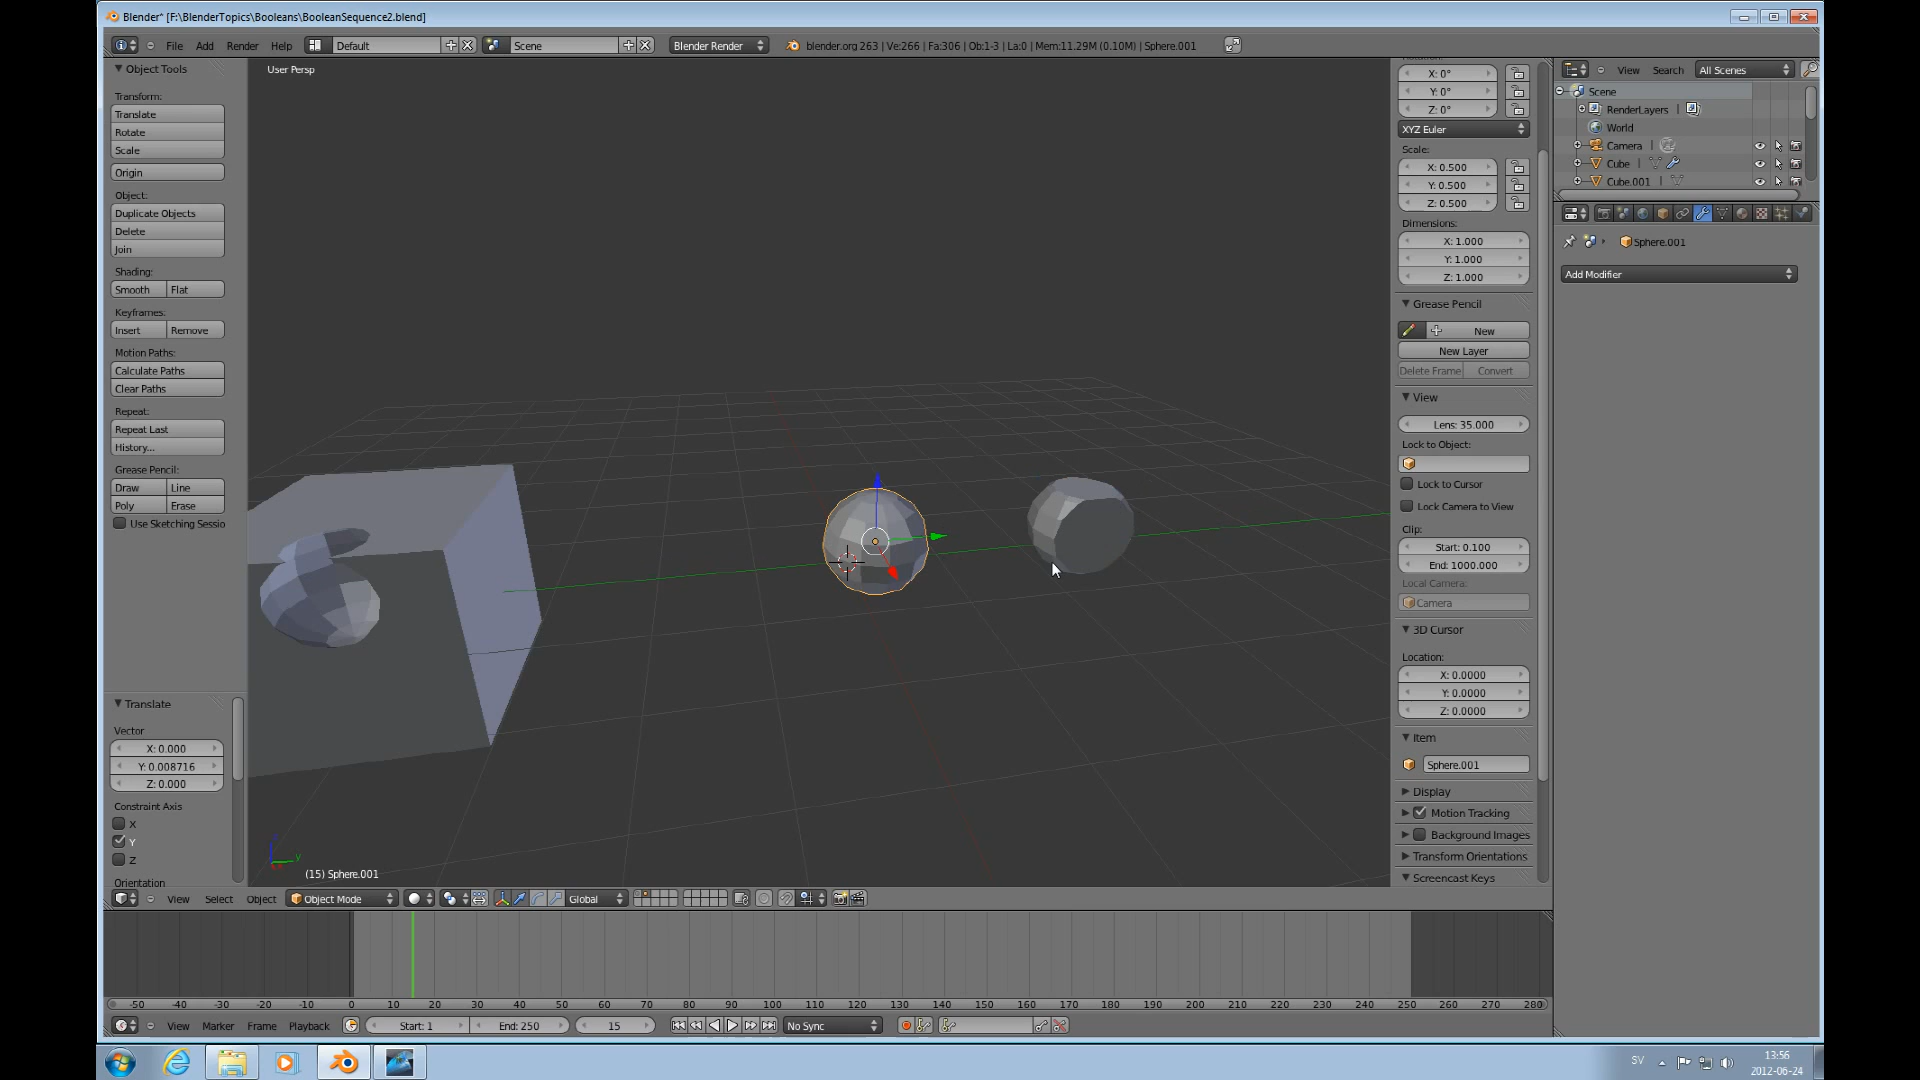 Blender* [F:\BlenderTopics\Booleans\BooleanSequence2.blend]
File Add Render Help Default Scene Blender Render blender.org 263 | Ve:266 | Fa:306 | Ob:1-3 | La:0 | Mem:11.29M (0.10M) | Sphere.001
Object Tools
Transform:
Translate
Rotate
Scale
Origin
Object:
Duplicate Objects
Delete
Join
Shading:
Smooth Flat
Keyframes:
Insert Remove
Motion Paths:
Calculate Paths
Clear Paths
Repeat:
Repeat Last
History...
Grease Pencil:
Draw Line
Poly Erase
Use Sketching Sessio
Translate
Vector
X: 0.000
Y: 0.008716
Z: 0.000
Constraint Axis
X
Y
Z
Orientation
User Persp
y
(15) Sphere.001
X: 0°
Y: 0°
Z: 0°
XYZ Euler
Scale:
X: 0.500
Y: 0.500
Z: 0.500
Dimensions:
X: 1.000
Y: 1.000
Z: 1.000
Grease Pencil
New
New Layer
Delete Frame Convert
View
Lens: 35.000
Lock to Object:
Lock to Cursor
Lock Camera to View
Clip:
Start: 0.100
End: 1000.000
Local Camera:
Camera
3D Cursor
Location:
X: 0.0000
Y: 0.0000
Z: 0.0000
Item
Sphere.001
Display
Motion Tracking
Background Images
Transform Orientations
Screencast Keys
View Search All Scenes
Scene
RenderLayers |
World
Camera |
Cube |
Cube.001 |
Sphere.001
Add Modifier
View Select Object Object Mode Global
-50 -40 -30 -20 -10 0 10 20 30 40 50 60 70 80 90 100 110 120 130 140 150 160 170 180 190 200 210 220 230 240 250 260 270 280
View Marker Frame Playback Start: 1 End: 250 15 No Sync
SV
13:56
2012-06-24